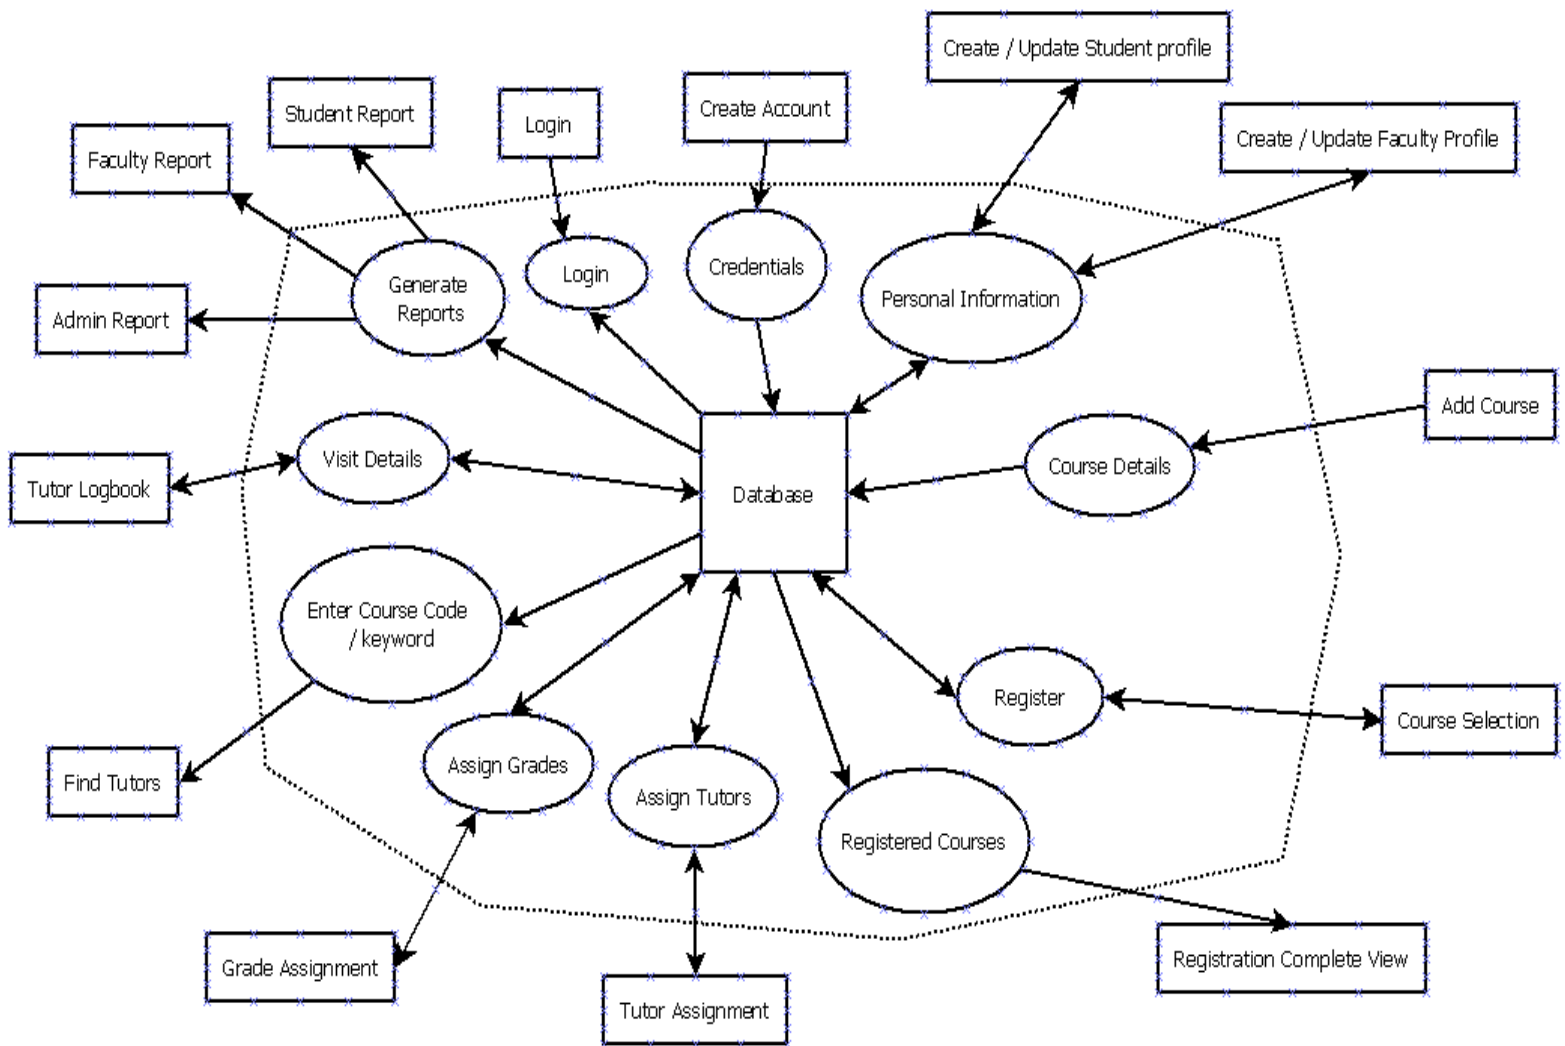 Create / Update Student profile
Student Report
Login
Create Account
Create / Update Faculty Profile
Faculty Report
Generate
Reports
Login
Credentials
Personal Information
Admin Report
Add Course
Visit Details
Course Details
Tutor Logbook
Database
Enter Course Code
/ keyword
Register
Course Selection
Find Tutors
Assign Grades
Assign Tutors
Registered Courses
Grade Assignment
Registration Complete View
Tutor Assignment